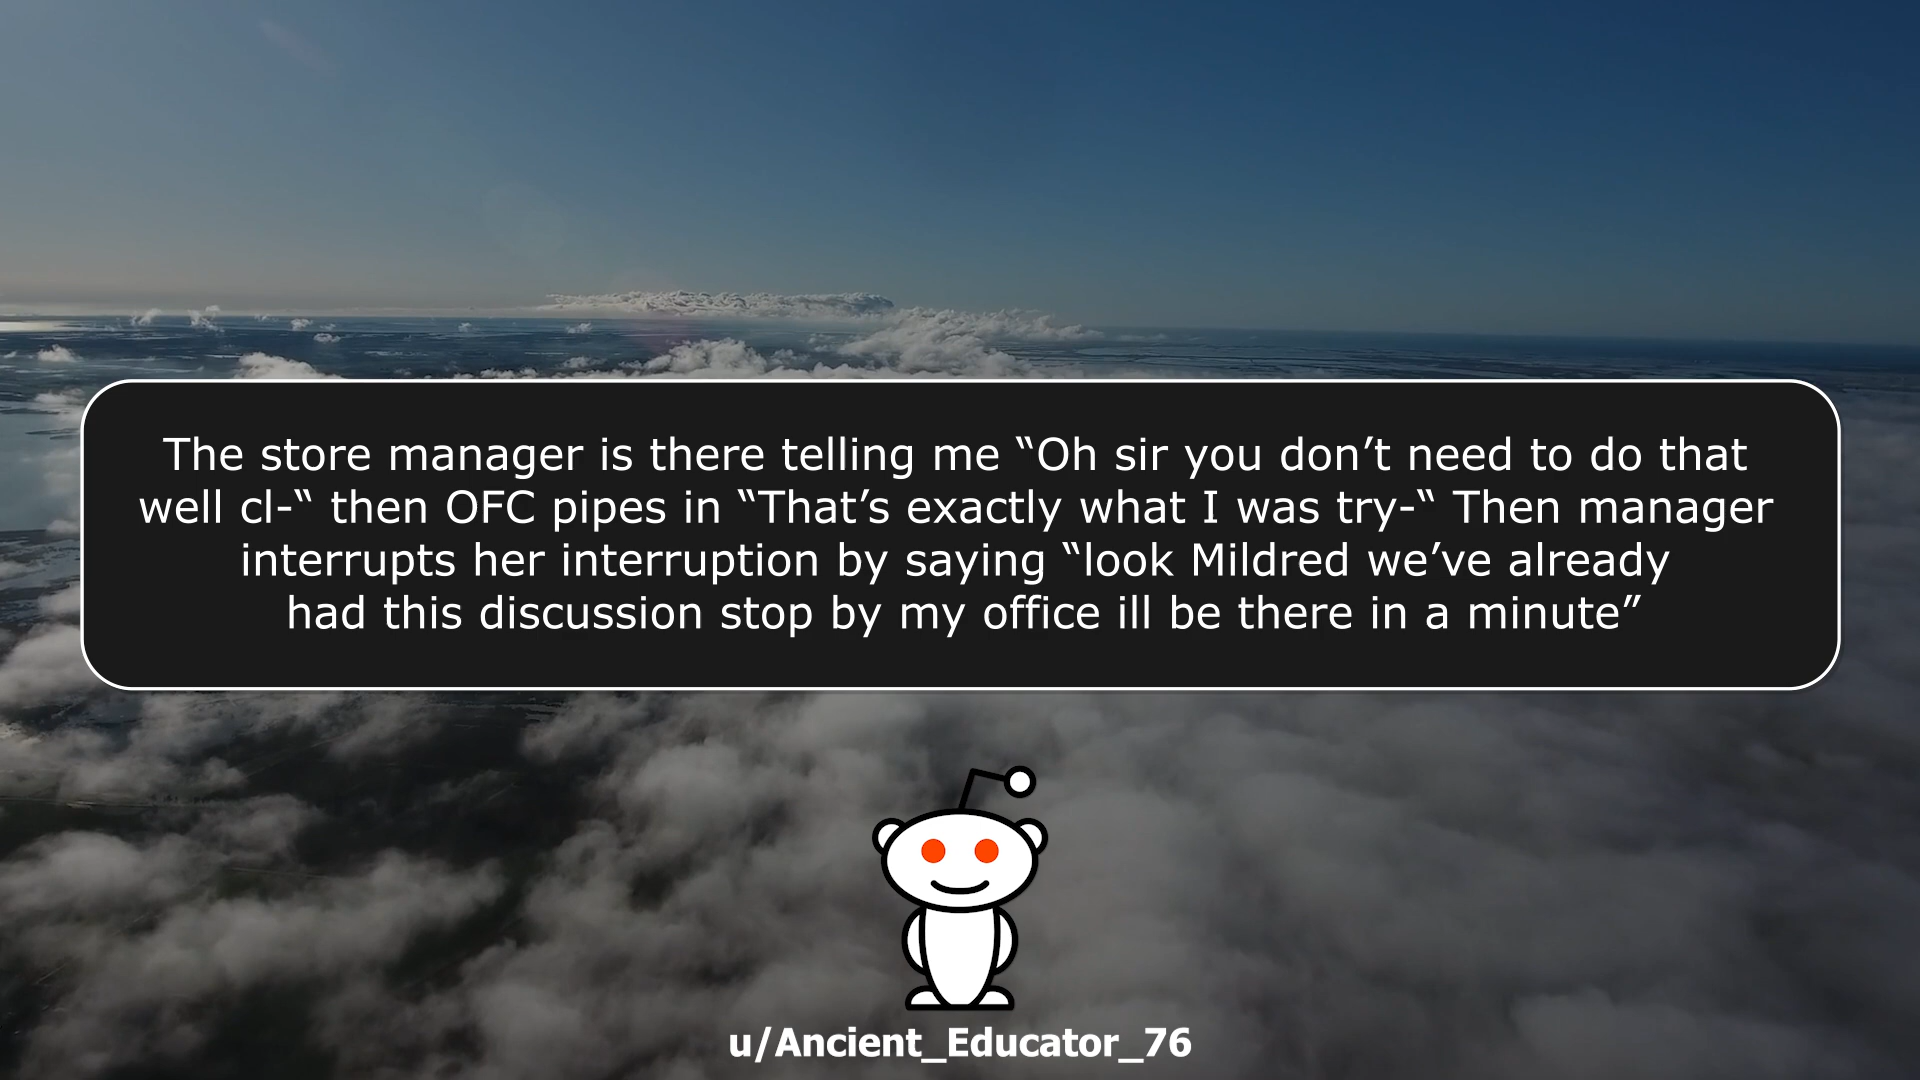 The store manager is there telling me “Oh sir you don’t need to do that
well cl-“ then OFC pipes in “That’s exactly what I was try-“ Then manager
interrupts her interruption by saying “look Mildred we’ve already
had this discussion stop by my office ill be there in a minute”
u/Ancient_Educator_76